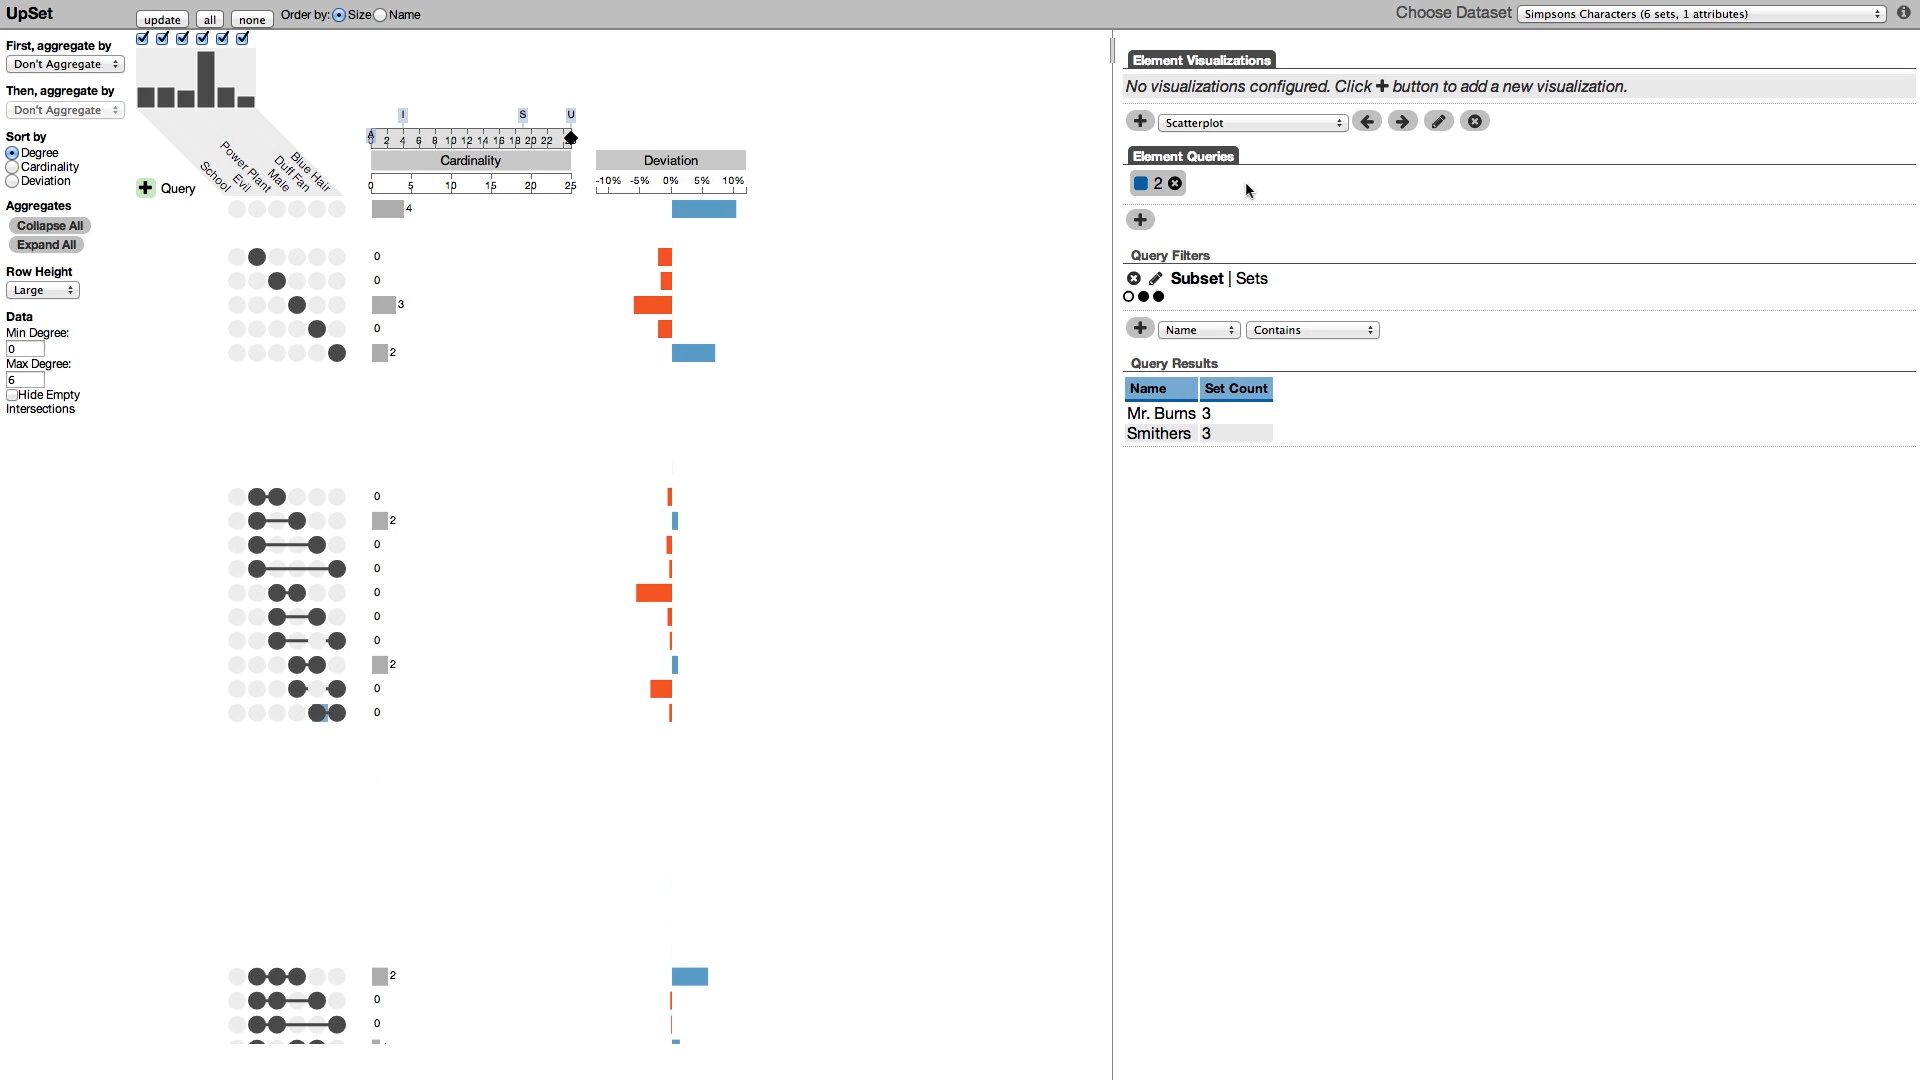 UpSet
update all none Order by: Size Name
Choose Dataset Simpsons Characters (6 sets, 1 attributes)
First, aggregate by
Don't Aggregate
Then, aggregate by
Don't Aggregate
Sort by
Degree
Cardinality
Deviation
Aggregates
Collapse All
Expand All
Row Height
Large
Data
Min Degree:
0
Max Degree:
6
Hide Empty
Intersections
Query
School
Evil
Power Plant
Male
Duff Fan
Blue Hair
A I S U
2 4 6 8 10 12 14 16 18 20 22
Cardinality
0 5 10 15 20 25
Deviation
-10% -5% 0% 5% 10%
4
0
0
3
0
2
0
2
0
0
0
0
0
2
0
0
2
0
0
Element Visualizations
No visualizations configured. Click + button to add a new visualization.
Scatterplot
Element Queries
2
Query Filters
Subset | Sets
Name Contains
Query Results
Name Set Count
Mr. Burns 3
Smithers 3